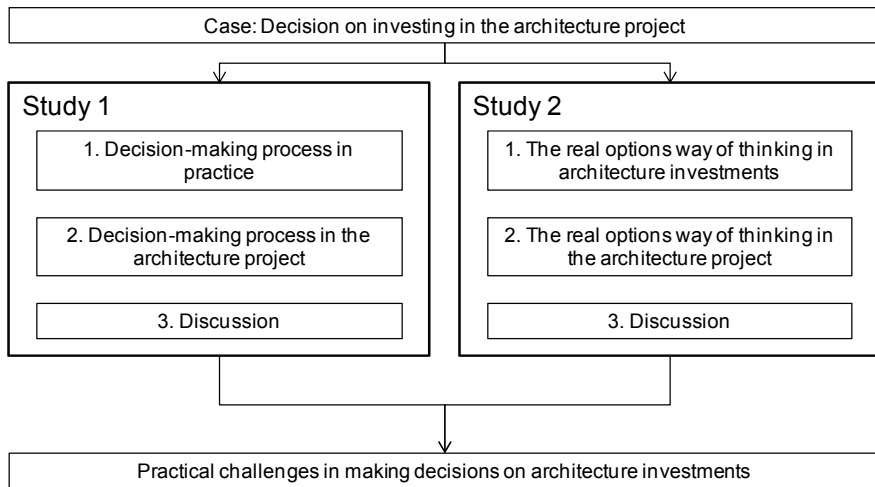 Case: Decision on investing in the architecture project
Study 1
1. Decision-making process in
practice
2. Decision-making process in the
architecture project
3. Discussion
Study 2
1. The real options way of thinking in
architecture investments
2. The real options way of thinking in
the architecture project
3. Discussion
Practical challenges in making decisions on architecture investments